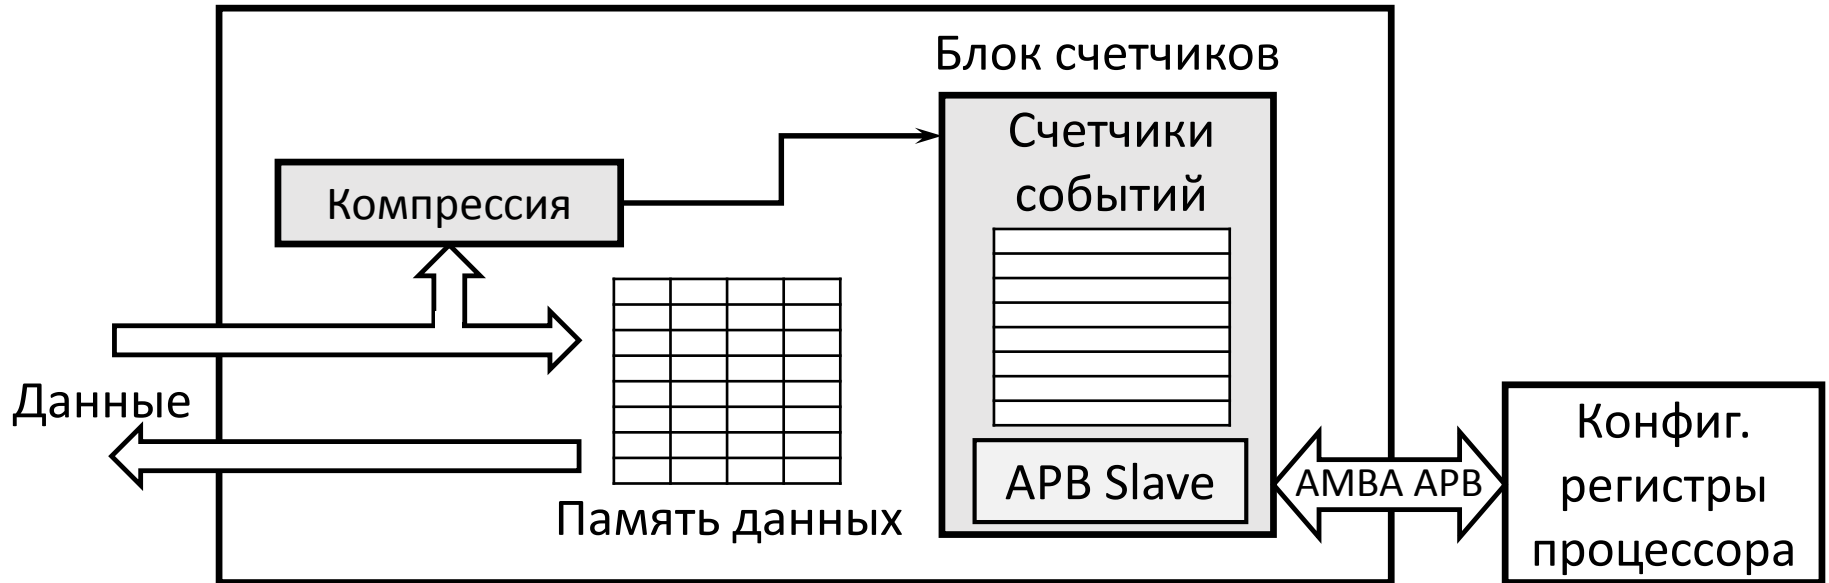 Блок счетчиков
Счетчики
событий
Компрессия
Данные
Память данных
APB Slave
AMBA APB
Конфиг.
регистры
процессора